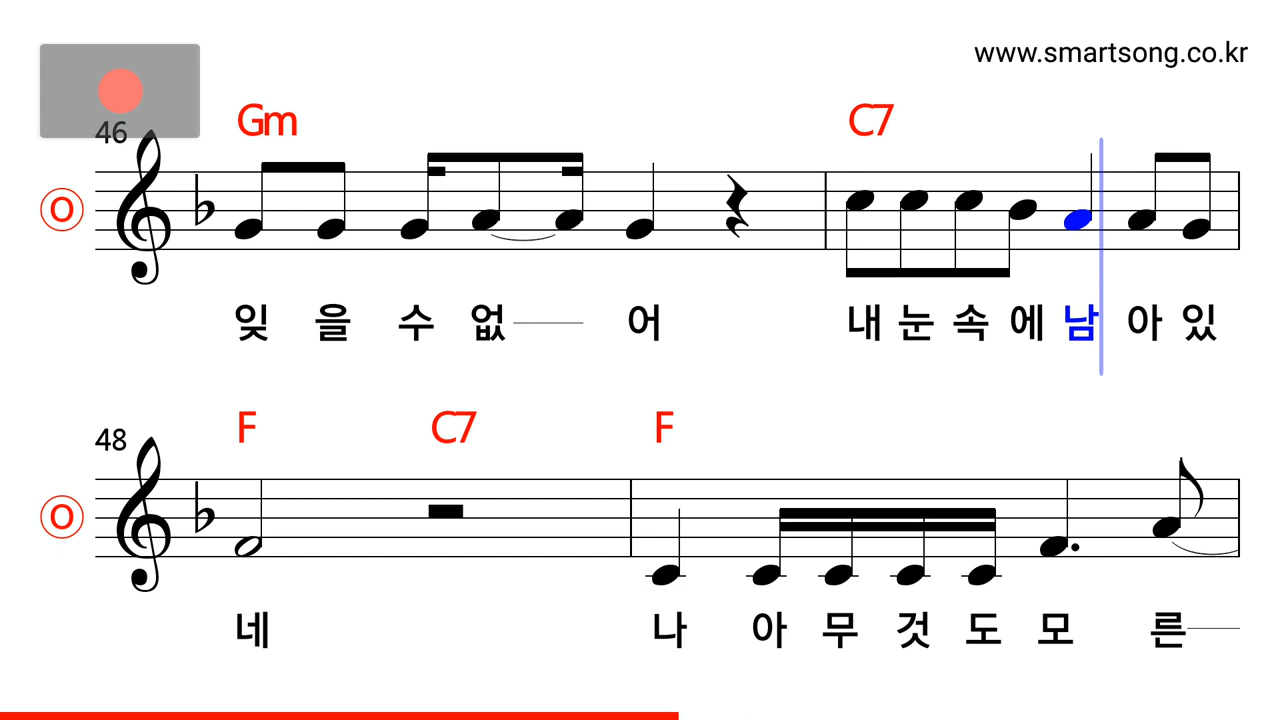 www.smartsong.co.kr
46 Gm C7
O
잊 을 수 없 어 내 눈 속 에 남 아 있
48 F C7 F
O
네 나 아 무 것 도 모 른